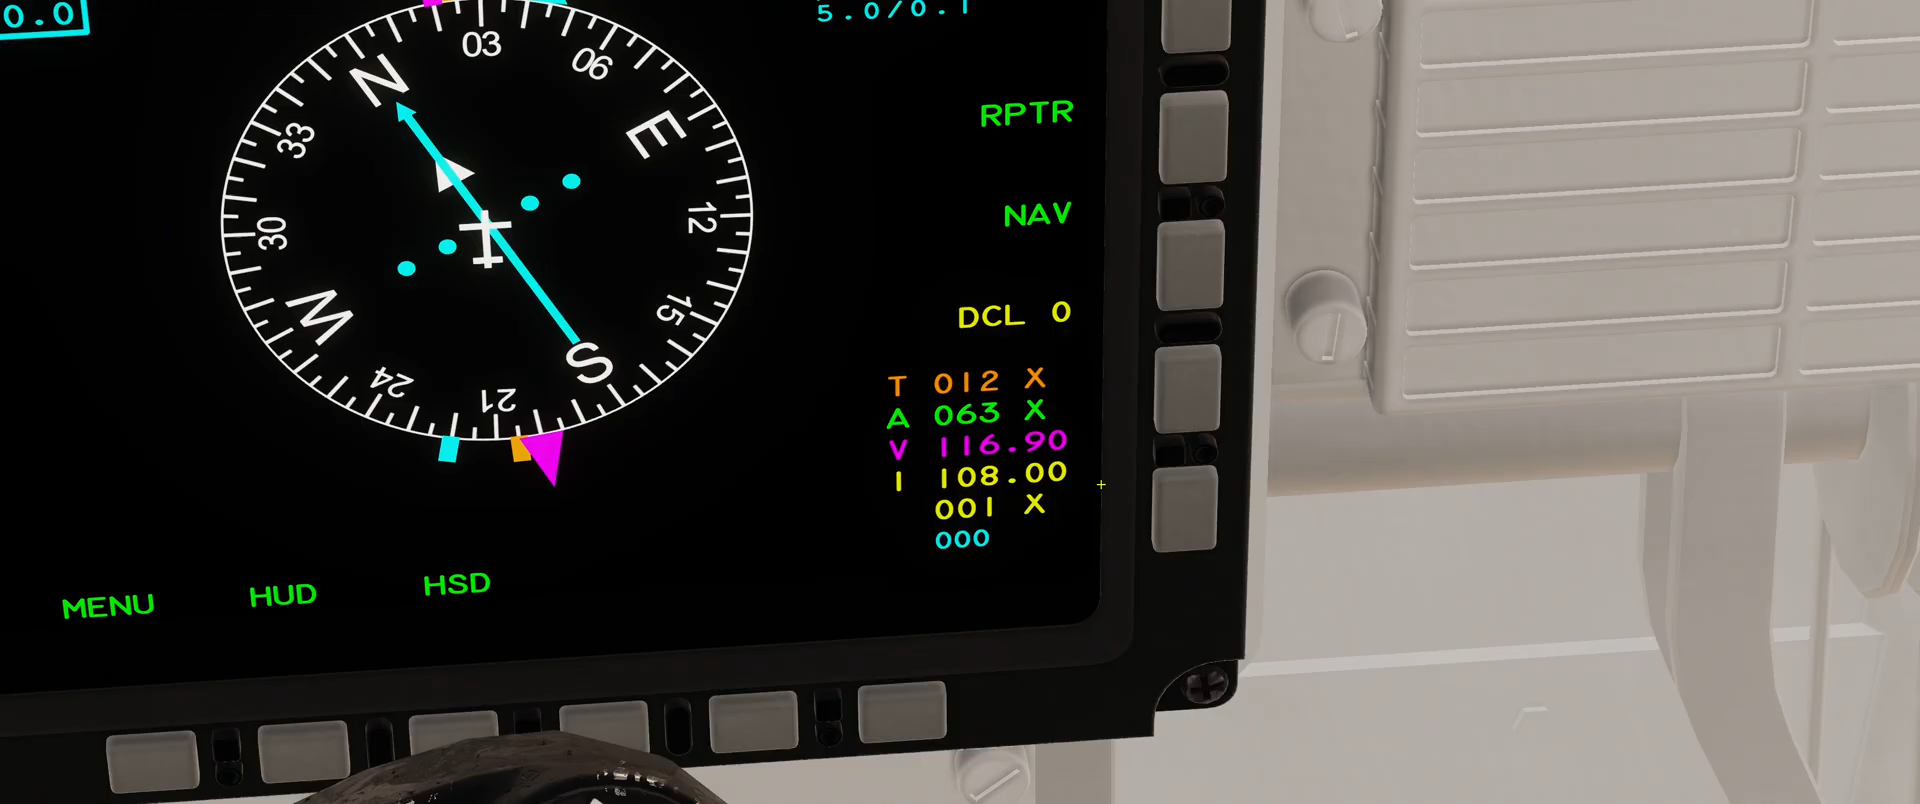 0.0
5.0/0.1
03
06
N
33
E
RPTR
30
12
NAV
W
15
DCL 0
24
21
S
T 012 X
A 063 X
V 116.90
I 108.00
001 X
000
MENU
HUD
HSD